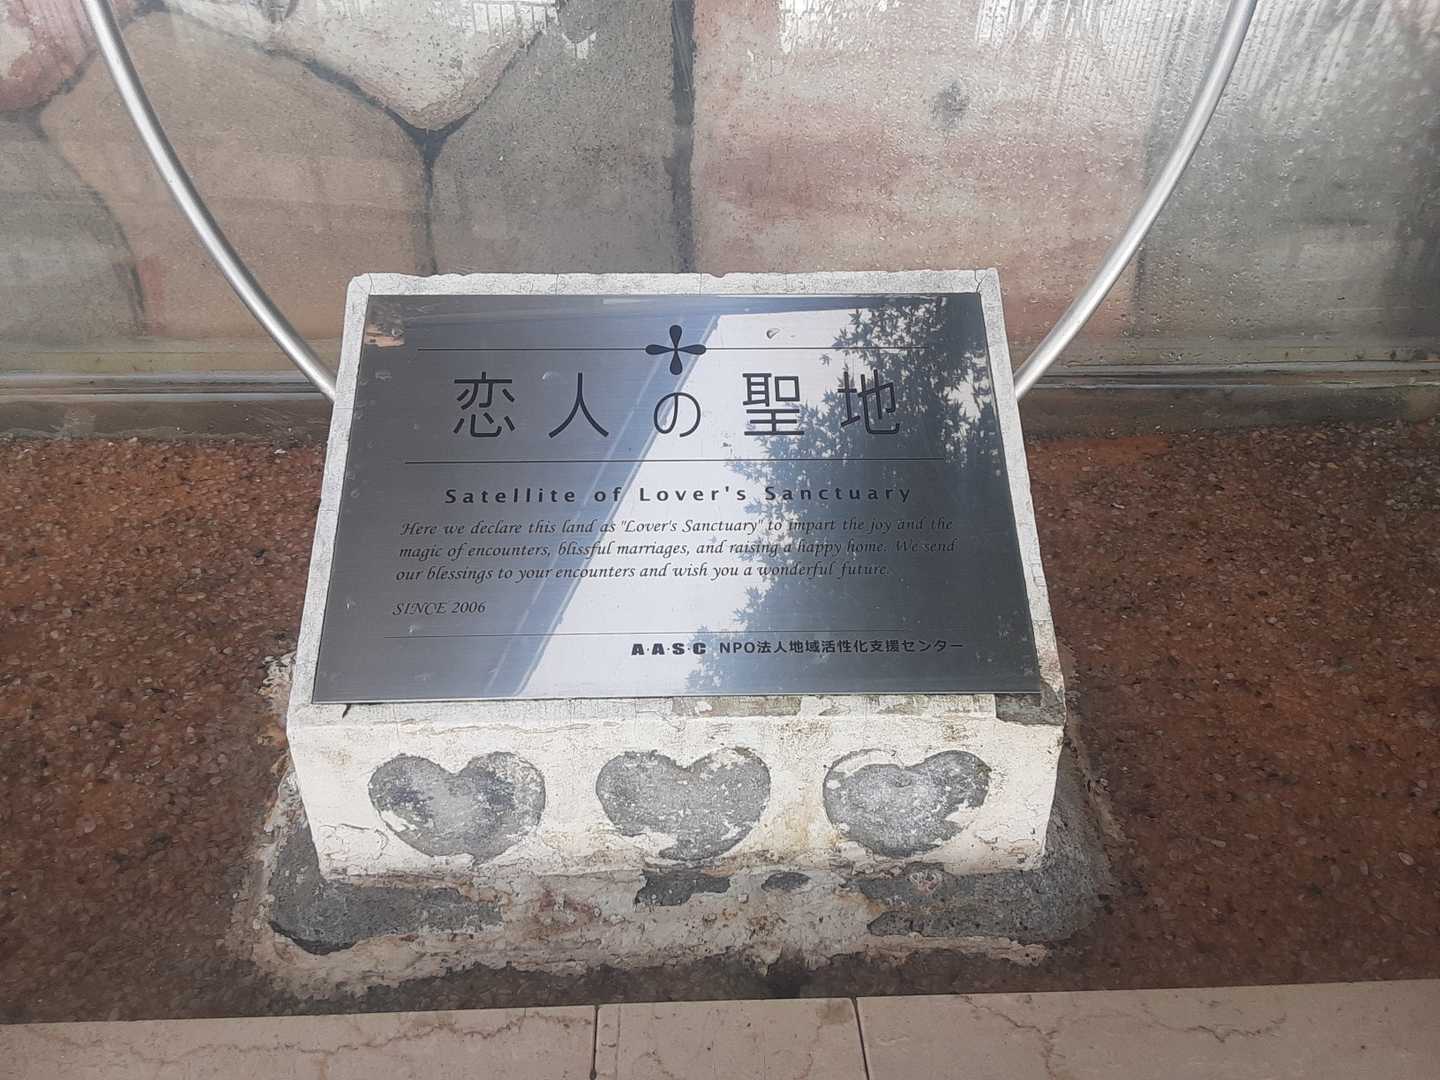 恋人の聖地
Satellite of Lover's Sanctuary
Here we declare this land as "Lover's Sanctuary" to impart the joy and the
magic of encounters, blissful marriages, and raising a happy home. We send
our blessings to your encounters and wish you a wonderful future.
SINCE 2006
A·A·S·C NPO法人地域活性化支援センター